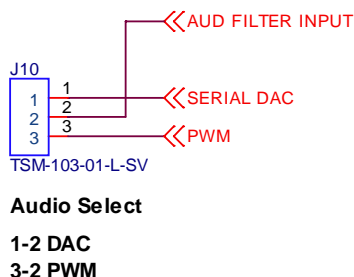 AUD FILTER INPUT
J10
1 1 SERIAL DAC
2 2
3 3 PWM
TSM-103-01-L-SV
Audio Select
1-2 DAC
3-2 PWM